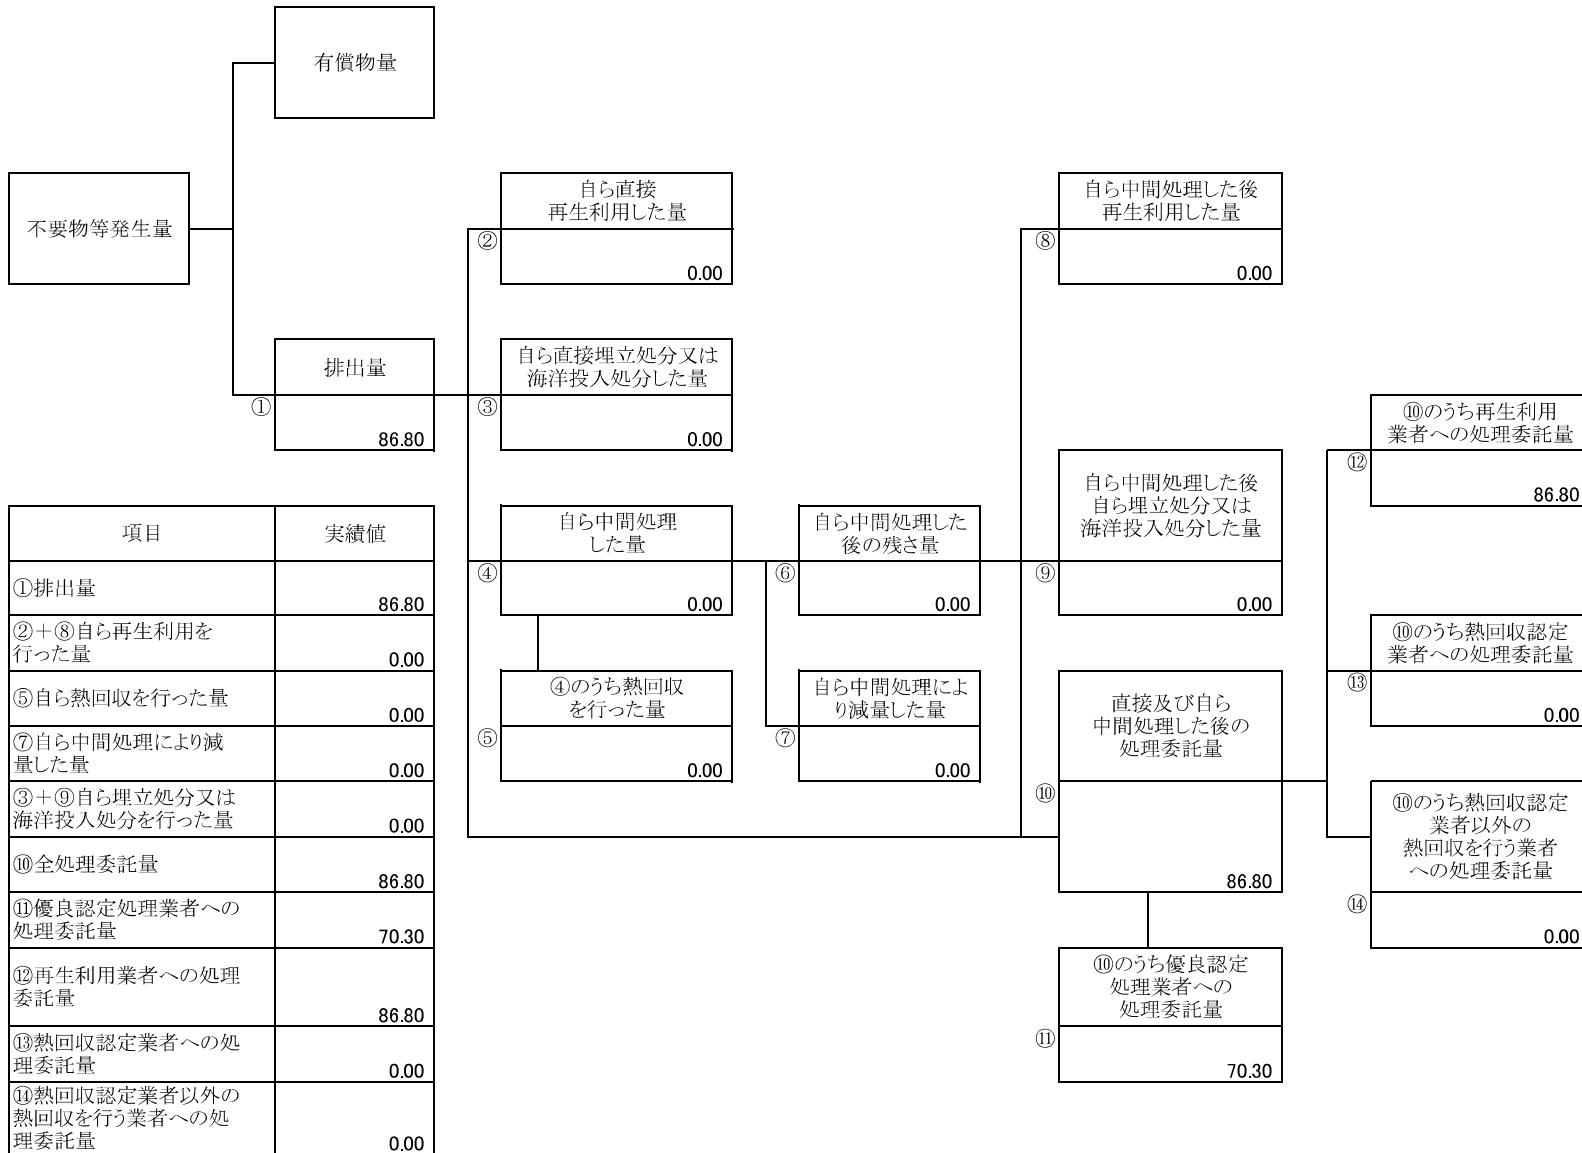 有償物量
不要物等発生量
自ら直接
再生利用した量
②
0.00
自ら中間処理した後
再生利用した量
⑧
0.00
排出量
①
86.80
自ら直接埋立処分又は
海洋投入処分した量
③
0.00
⑩のうち再生利用
業者への処理委託量
⑫
86.80
自ら中間処理
した量
④
0.00
自ら中間処理した
後の残さ量
⑥
0.00
自ら中間処理した後
自ら埋立処分又は
海洋投入処分した量
⑨
0.00
⑩のうち熱回収認定
業者への処理委託量
⑬
0.00
④のうち熱回収
を行った量
⑤
0.00
自ら中間処理によ
り減量した量
⑦
0.00
直接及び自ら
中間処理した後の
処理委託量
⑩
86.80
⑩のうち熱回収認定
業者以外の
熱回収を行う業者
への処理委託量
⑭
0.00
⑩のうち優良認定
処理業者への
処理委託量
⑪
70.30
項目 実績値
①排出量
86.80
②+⑧自ら再生利用を
行った量
0.00
⑤自ら熱回収を行った量
0.00
⑦自ら中間処理により減
量した量
0.00
③+⑨自ら埋立処分又は
海洋投入処分を行った量
0.00
⑩全処理委託量
86.80
⑪優良認定処理業者への
処理委託量
70.30
⑫再生利用業者への処理
委託量
86.80
⑬熱回収認定業者への処
理委託量
0.00
⑭熱回収認定業者以外の
熱回収を行う業者への処
理委託量
0.00